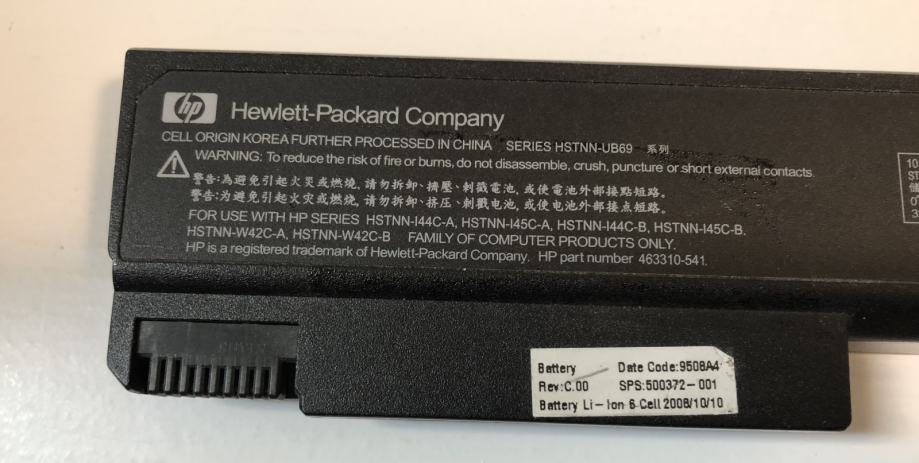 hp Hewlett-Packard Company
CELL ORIGIN KOREA FURTHER PROCESSED IN CHINA SERIES HSTNN-UB69 系列
WARNING: To reduce the risk of fire or burns, do not disassemble, crush, puncture or short external contacts.
警告:為避免引起火災或燃燒, 請勿拆卸、擠壓、刺戳電池, 或使電池外部接點短路。
警告:为避免引起火灾或燃烧, 请勿拆卸、挤压、刺戳电池, 或使电池外部接点短路。
FOR USE WITH HP SERIES HSTNN-I44C-A, HSTNN-I45C-A, HSTNN-I44C-B, HSTNN-I45C-B.
HSTNN-W42C-A, HSTNN-W42C-B FAMILY OF COMPUTER PRODUCTS ONLY.
HP is a registered trademark of Hewlett-Packard Company. HP part number 463310-541.
Battery Date Code:9508A4
Rev:C.00 SPS:500372-001
Battery Li-Ion 6 Cell 2008/10/10